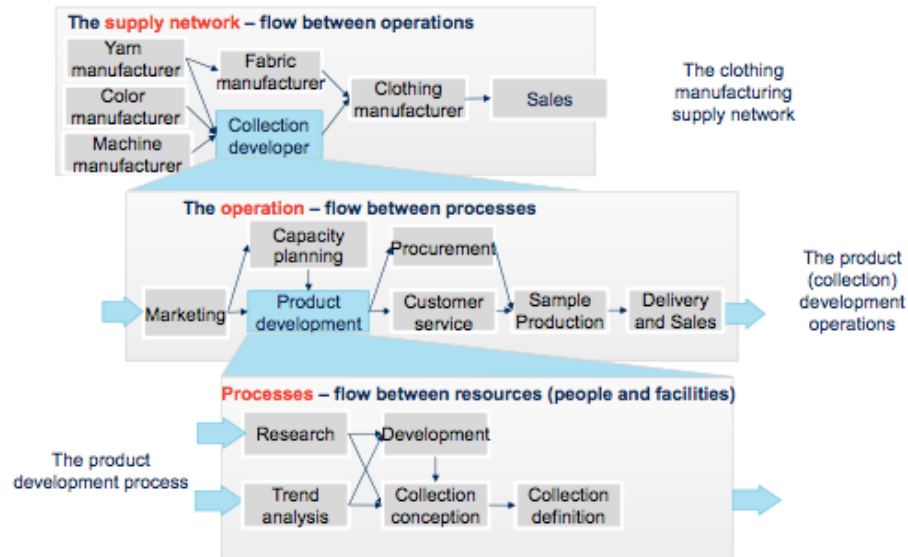 The supply network – flow between operations
Yarn
manufacturer
Fabric
manufacturer
Color
manufacturer
Clothing
manufacturer
Sales
Collection
developer
Machine
manufacturer
The clothing
manufacturing
supply network
The operation – flow between processes
Capacity
planning
Procurement
Marketing
Product
development
Customer
service
Sample
Production
Delivery
and Sales
The product
(collection)
development
operations
Processes – flow between resources (people and facilities)
Research
Development
The product
development process
Trend
analysis
Collection
conception
Collection
definition